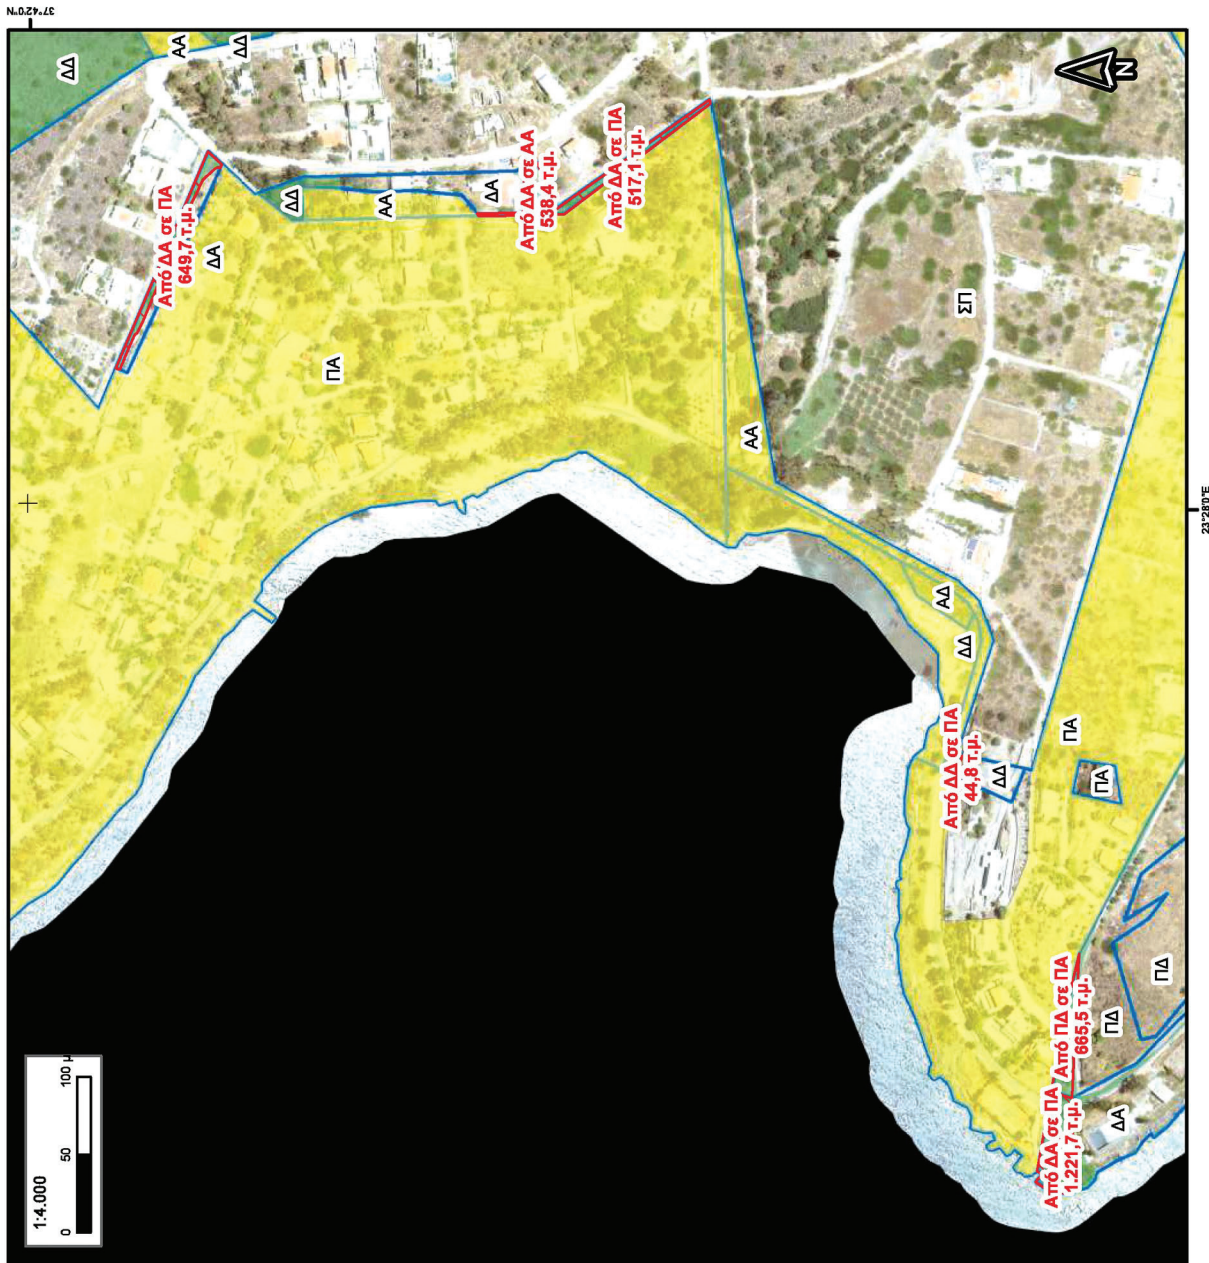 37°42'0"N
ΔΔ
ΑΑ
ΔΔ
Από ΔΑ σε ΠΑ
649,7 τ.μ.
ΔΑ
ΔΔ
ΑΑ
ΔΑ
Από ΔΑ σε ΑΑ
538,4 τ.μ.
Από ΔΑ σε ΠΑ
517,1 τ.μ.
ΠΑ
ΣΠ
ΑΑ
ΑΔ
ΔΔ
Από ΔΔ σε ΠΑ
44,8 τ.μ.
ΔΔ
ΠΑ
ΠΑ
Από ΠΔ σε ΠΑ
665,5 τ.μ.
ΠΔ
ΠΔ
Από ΔΑ σε ΠΑ
1.221,7 τ.μ.
ΔΑ
N
23°28'0"E
1:4.000
0 50 100 μ